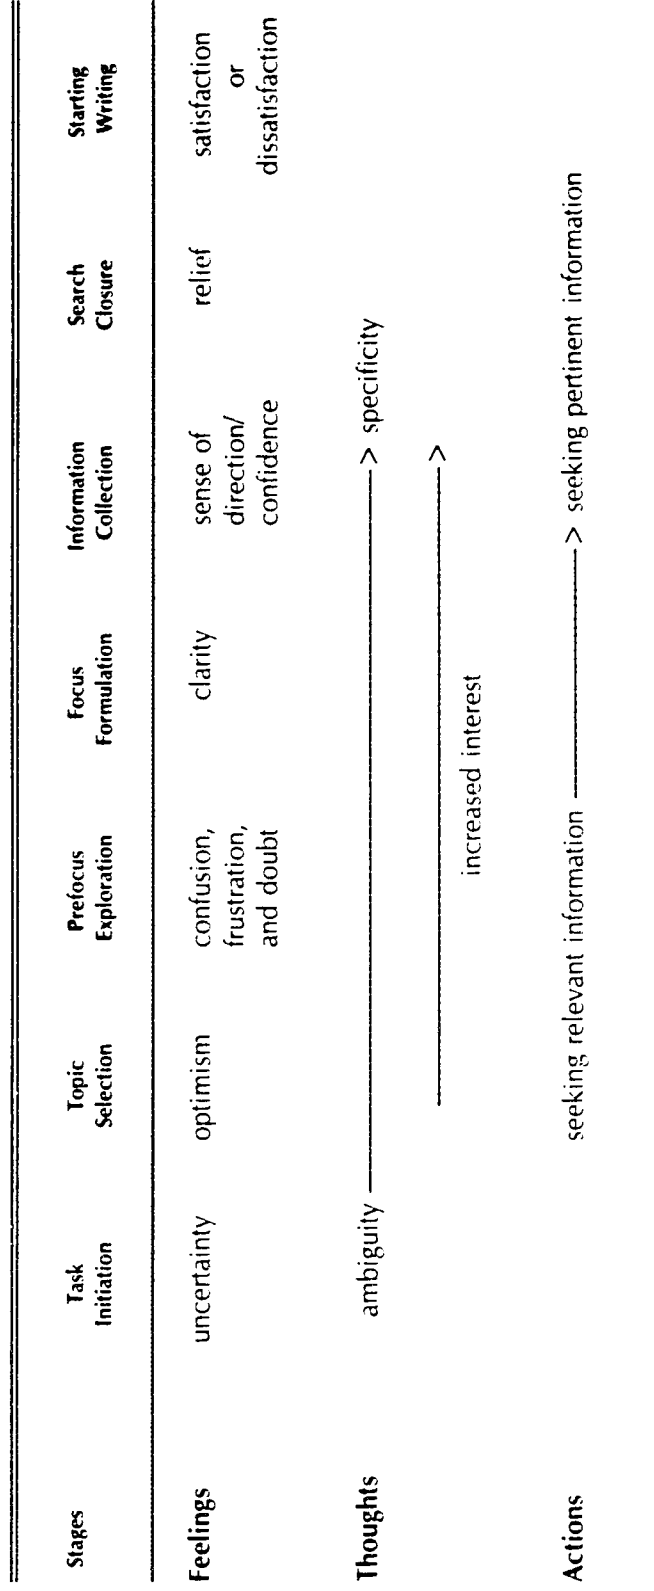 Stages
Task
Initiation
Topic
Selection
Prefocus
Exploration
Focus
Formulation
Information
Collection
Search
Closure
Starting
Writing
Feelings
uncertainty
optimism
confusion,
frustration,
and doubt
clarity
sense of
direction/
confidence
relief
satisfaction
or
dissatisfaction
Thoughts
ambiguity
specificity
increased interest
Actions
seeking relevant information
seeking pertinent information